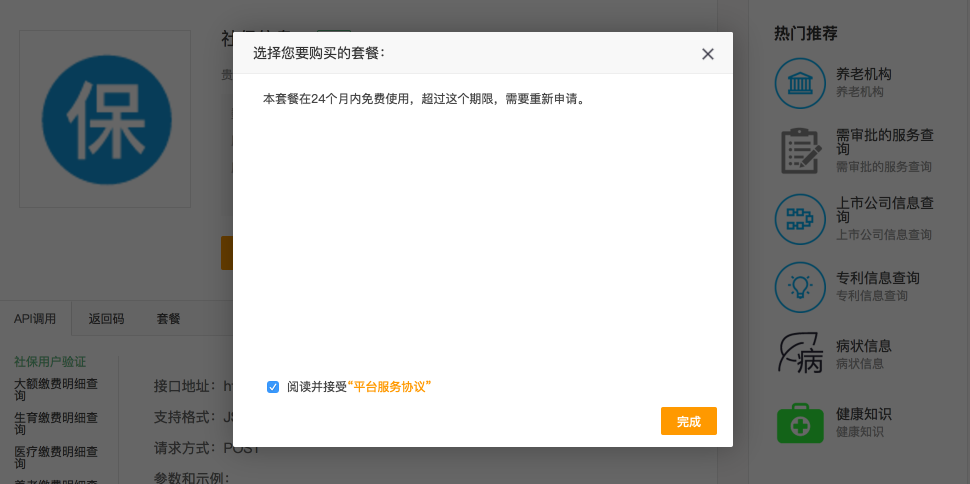 保
选择您要购买的套餐：
本套餐在24个月内免费使用，超过这个期限，需要重新申请。
阅读并接受“平台服务协议”
完成
API调用
返回码
套餐
社保用户验证
大额缴费明细查
询
生育缴费明细查
询
医疗缴费明细查
询
接口地址：h
支持格式：JS
请求方式：POST
参数和示例：
热门推荐
养老机构
养老机构
需审批的服务查
询
需审批的服务查询
上市公司信息查
询
上市公司信息查询
专利信息查询
专利信息查询
病
病状信息
病状信息
健康知识
健康知识